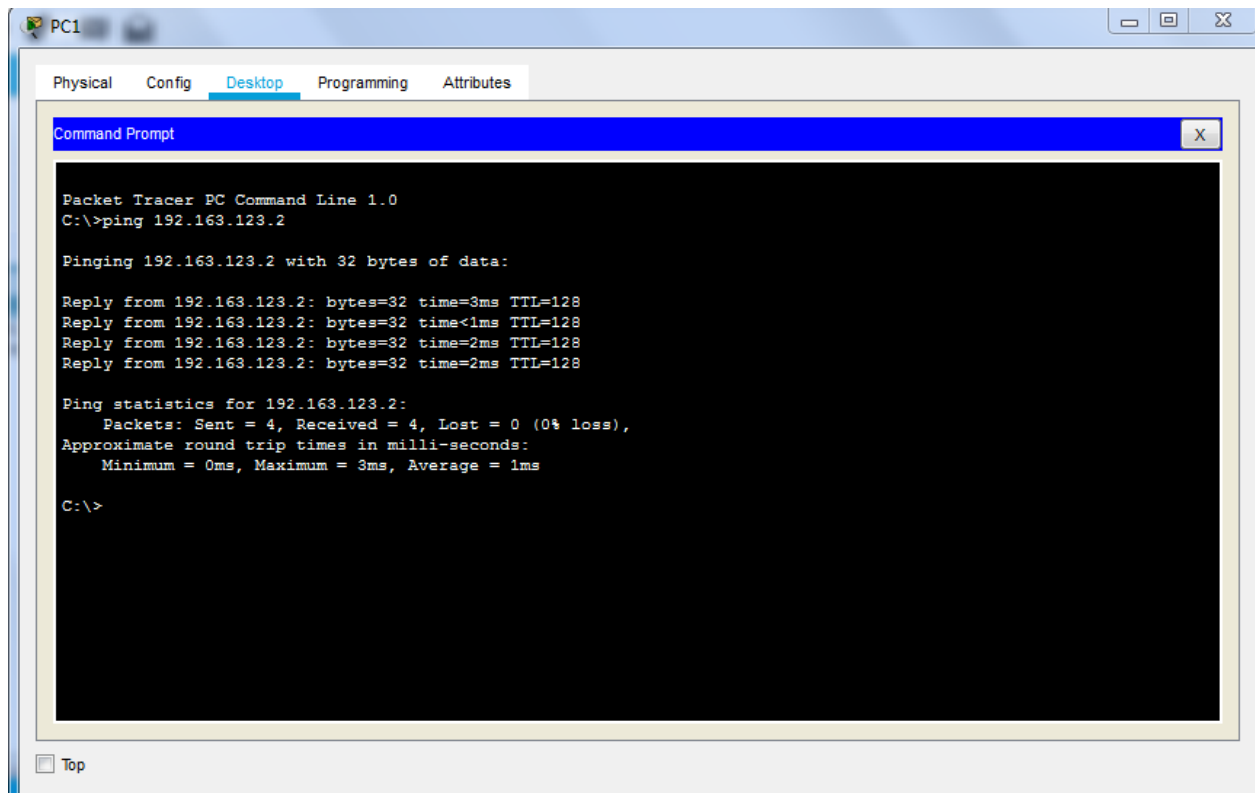 PC1
Physical Config Desktop Programming Attributes
Command Prompt
X
Packet Tracer PC Command Line 1.0
C:\>ping 192.163.123.2
Pinging 192.163.123.2 with 32 bytes of data:
Reply from 192.163.123.2: bytes=32 time=3ms TTL=128
Reply from 192.163.123.2: bytes=32 time<1ms TTL=128
Reply from 192.163.123.2: bytes=32 time=2ms TTL=128
Reply from 192.163.123.2: bytes=32 time=2ms TTL=128
Ping statistics for 192.163.123.2:
Packets: Sent = 4, Received = 4, Lost = 0 (0% loss),
Approximate round trip times in milli-seconds:
Minimum = 0ms, Maximum = 3ms, Average = 1ms
C:\>
Top